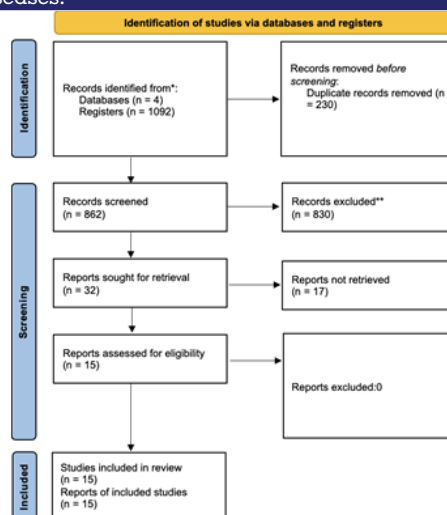 Identification of studies via databases and registers
Identification
Records identified from*:
Databases (n = 4)
Registers (n = 1092)
Records removed before
screening:
Duplicate records removed (n
= 230)
Screening
Records screened
(n = 862)
Records excluded**
(n = 830)
Reports sought for retrieval
(n = 32)
Reports not retrieved
(n = 17)
Reports assessed for eligibility
(n = 15)
Reports excluded:0
Included
Studies included in review
(n = 15)
Reports of included studies
(n = 15)